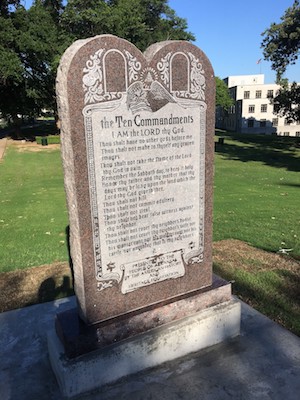 the Ten Commandments
I AM the LORD thy God.
Thou shalt have no other gods before me.
Thou shalt not make to thyself any graven
images.
Thou shalt not take the Name of the Lord
thy God in vain.
Remember the Sabbath day, to keep it holy.
Honor thy father and thy mother that thy
days may be long upon the land which the
Lord thy God giveth thee.
Thou shalt not kill.
Thou shalt not commit adultery.
Thou shalt not steal.
Thou shalt not bear false witness against
thy neighbor.
Thou shalt not covet thy neighbor's house.
Thou shalt not covet thy neighbor's wife
nor his manservant, nor his maidservant,
nor his cattle, nor anything that is thy neighbor's.
PRESENTED